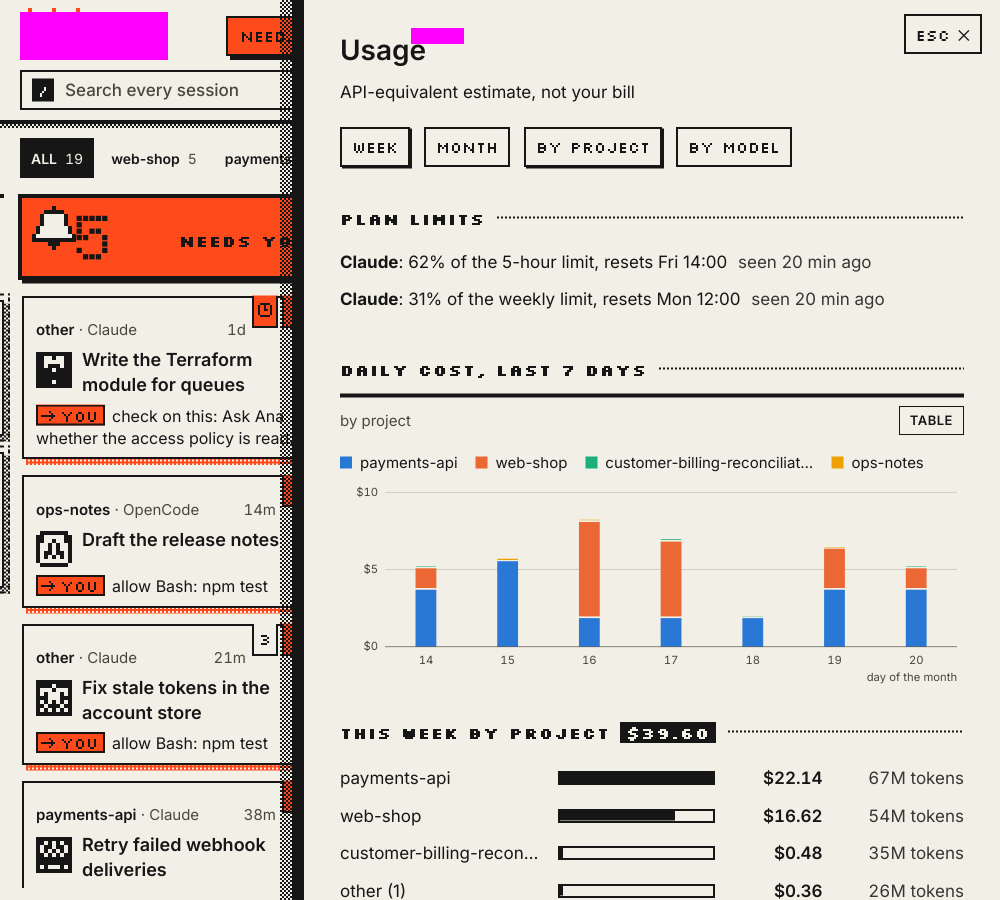 NEED
Search every session
ALL 19
web-shop 5
payments
5
NEEDS YO
other · Claude 1d
Write the Terraform
module for queues
→ YOU check on this: Ask Ana
whether the access policy is read
ops-notes · OpenCode 14m
Draft the release notes
→ YOU allow Bash: npm test
3
other · Claude 21m
Fix stale tokens in the
account store
→ YOU allow Bash: npm test
payments-api · Claude 38m
Retry failed webhook
deliveries
Usage
ESC ×
API-equivalent estimate, not your bill
WEEK MONTH BY PROJECT BY MODEL
PLAN LIMITS
Claude: 62% of the 5-hour limit, resets Fri 14:00 seen 20 min ago
Claude: 31% of the weekly limit, resets Mon 12:00 seen 20 min ago
DAILY COST, LAST 7 DAYS
by project TABLE
payments-api web-shop customer-billing-reconciliat... ops-notes
$10
$5
$0
14 15 16 17 18 19 20
day of the month
THIS WEEK BY PROJECT $39.60
payments-api $22.14 67M tokens
web-shop $16.62 54M tokens
customer-billing-recon... $0.48 35M tokens
other (1) $0.36 26M tokens